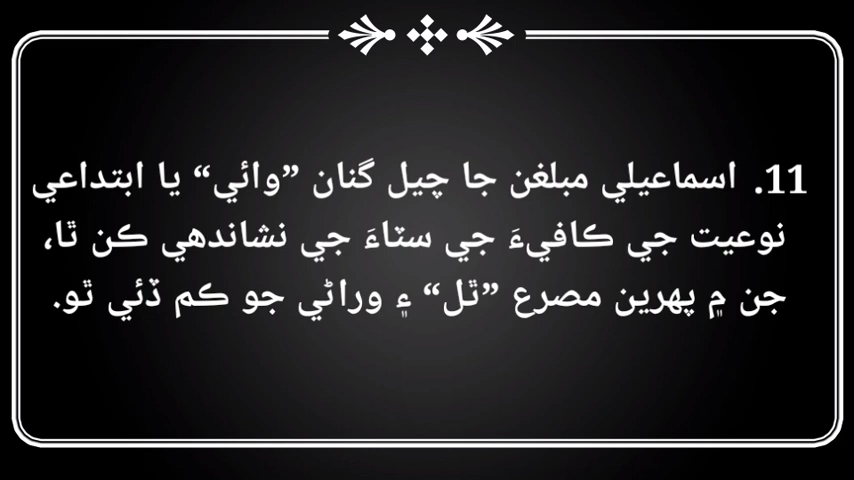 11. اسماعيلي مبلغن جا چيل گنان ”وائي“ يا ابتداعي
نوعيت جي ڪافيءَ جي سٽاءَ جي نشاندهي ڪن ٿا،
جن ۾ پهرين مصرع ”ٿل“ ۽ وراڻي جو ڪم ڏئي ٿو.